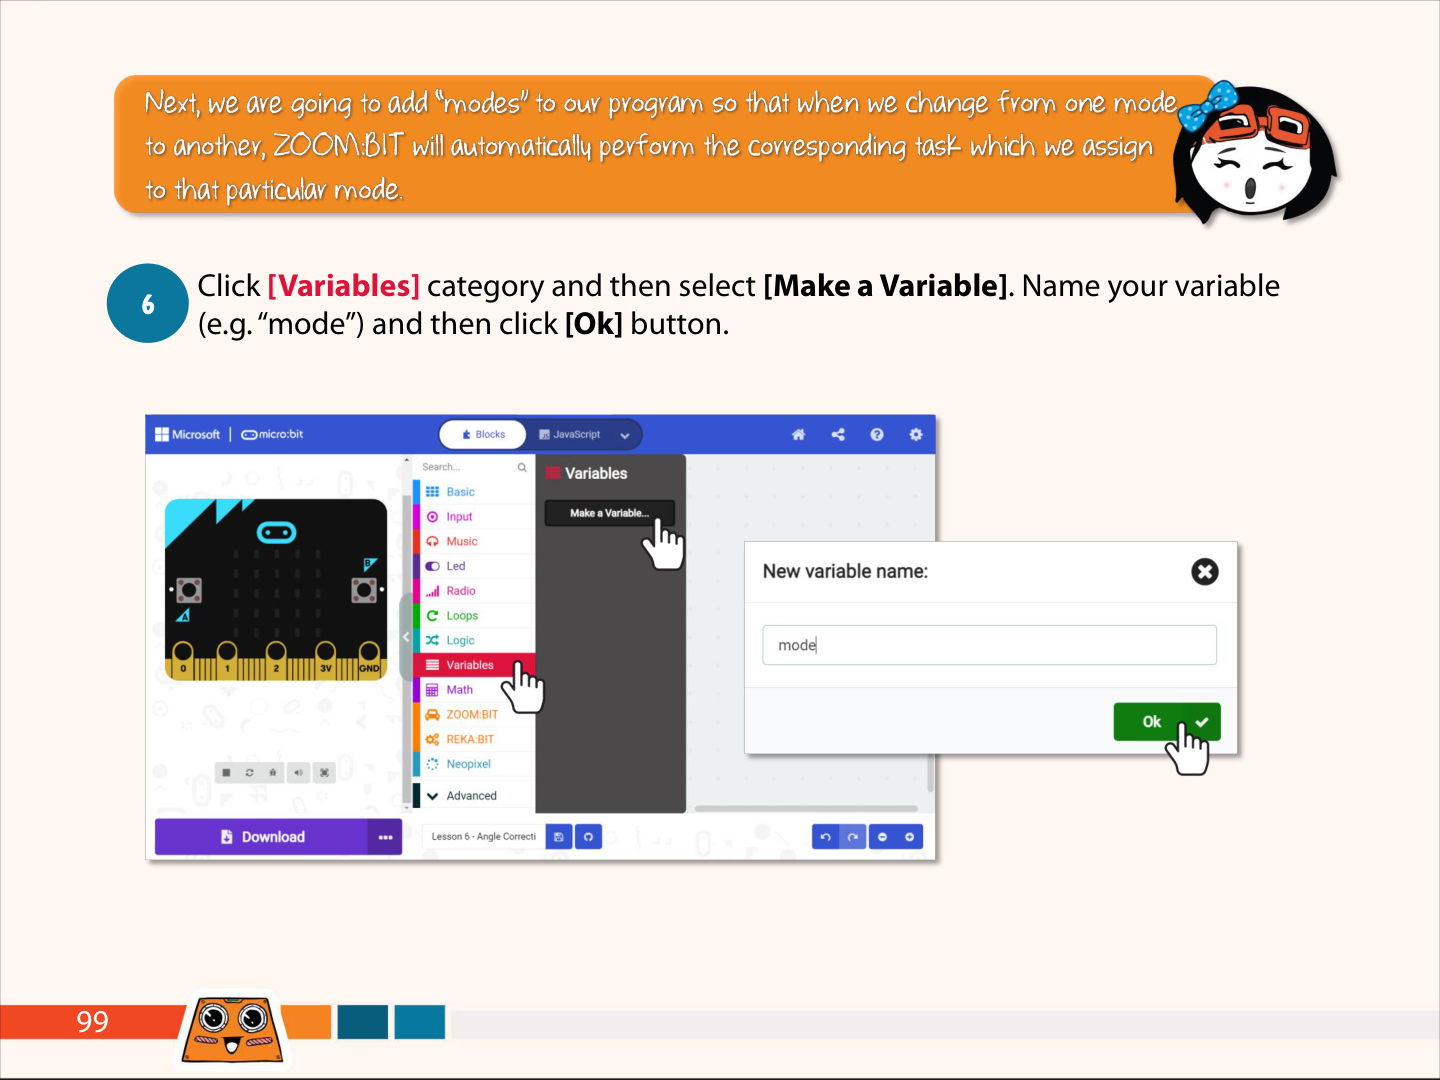 Next, we are going to add “modes” to our program so that when we change from one mode
to another, ZOOM:BIT will automatically perform the corresponding task which we assign
to that particular mode.
6
Click [Variables] category and then select [Make a Variable]. Name your variable
(e.g. “mode”) and then click [Ok] button.
Microsoft | micro:bit
Blocks
JavaScript
Search...
Basic
Input
Music
Led
Radio
Loops
Logic
Variables
Math
ZOOM:BIT
REKA:BIT
Neopixel
Advanced
Variables
Make a Variable...
A
B
0 1 2 3V GND
New variable name:
mode
Ok
Download
Lesson 6 - Angle Correcti
99